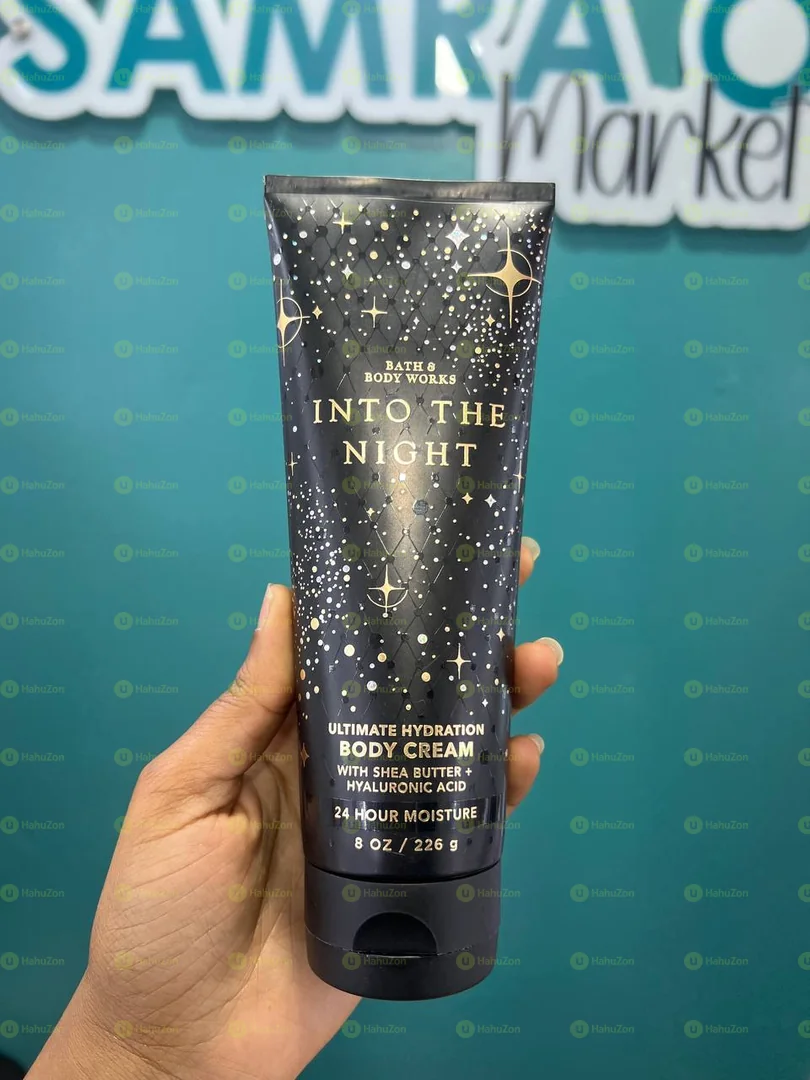 SAMRA
Market
BATH &
BODY WORKS
INTO THE
NIGHT
ULTIMATE HYDRATION
BODY CREAM
WITH SHEA BUTTER +
HYALURONIC ACID
24 HOUR MOISTURE
8 OZ / 226 g
HahuZon